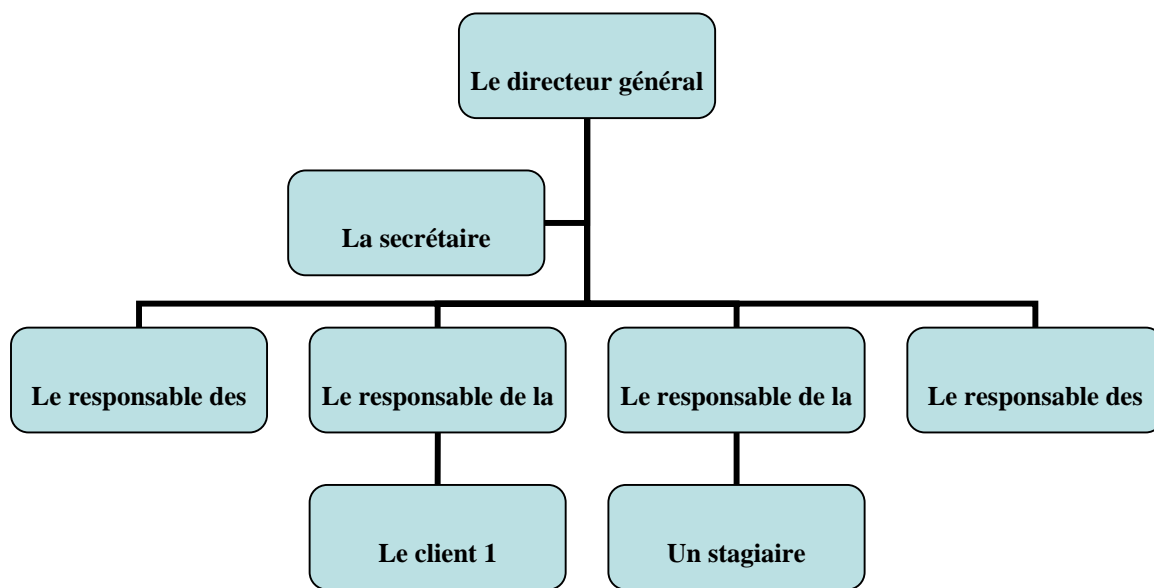 Le directeur général
La secrétaire
Le responsable des
Le responsable de la
Le responsable de la
Le responsable des
Le client 1
Un stagiaire